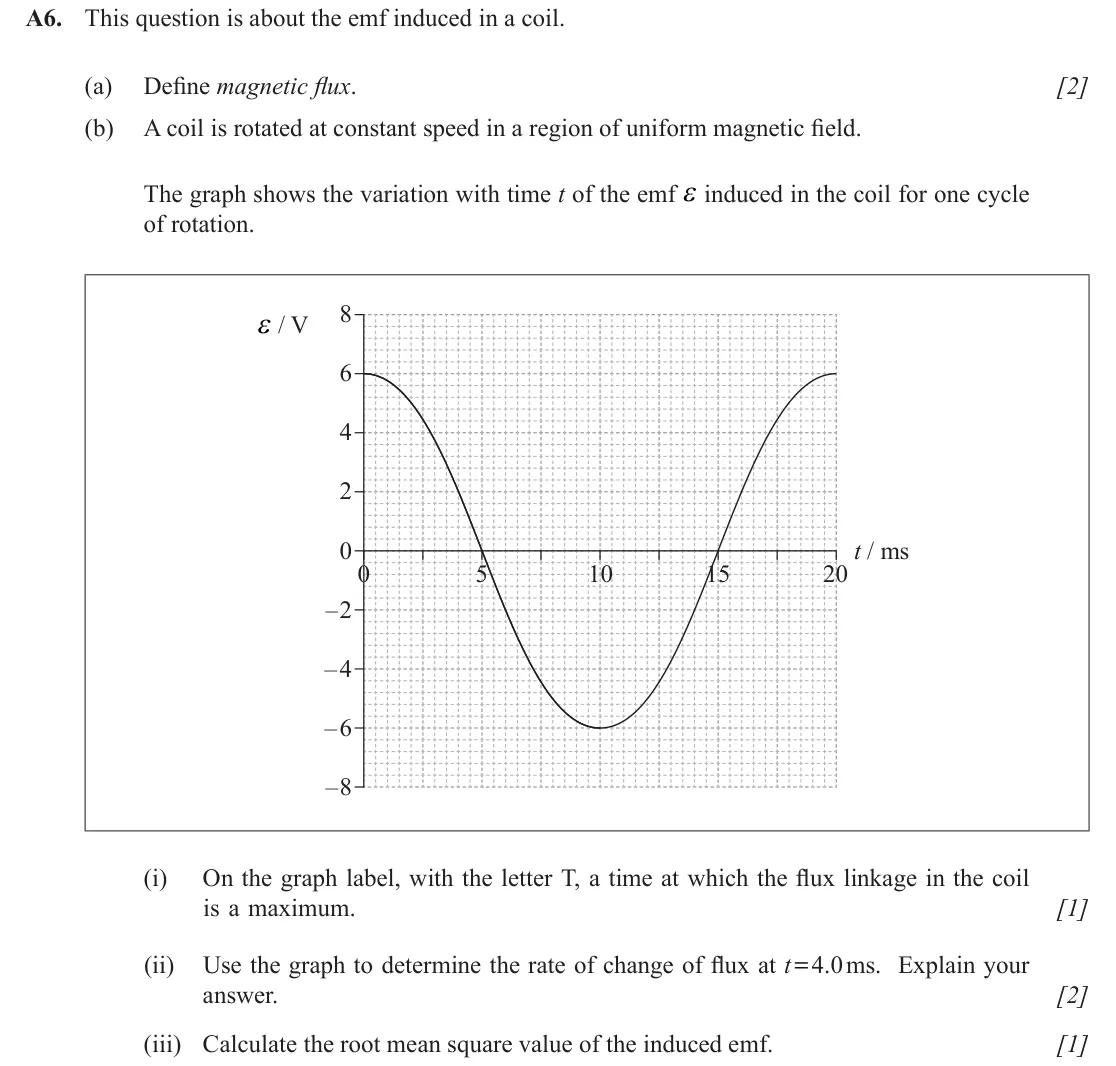 A6. This question is about the emf induced in a coil.
(a) Define magnetic flux. [2]
(b) A coil is rotated at constant speed in a region of uniform magnetic field.
The graph shows the variation with time t of the emf ε induced in the coil for one cycle
of rotation.
ε / V
8
6
4
2
0
−2
−4
−6
−8
0 5 10 15 20
t / ms
(i) On the graph label, with the letter T, a time at which the flux linkage in the coil
is a maximum. [1]
(ii) Use the graph to determine the rate of change of flux at t=4.0ms. Explain your
answer. [2]
(iii) Calculate the root mean square value of the induced emf. [1]